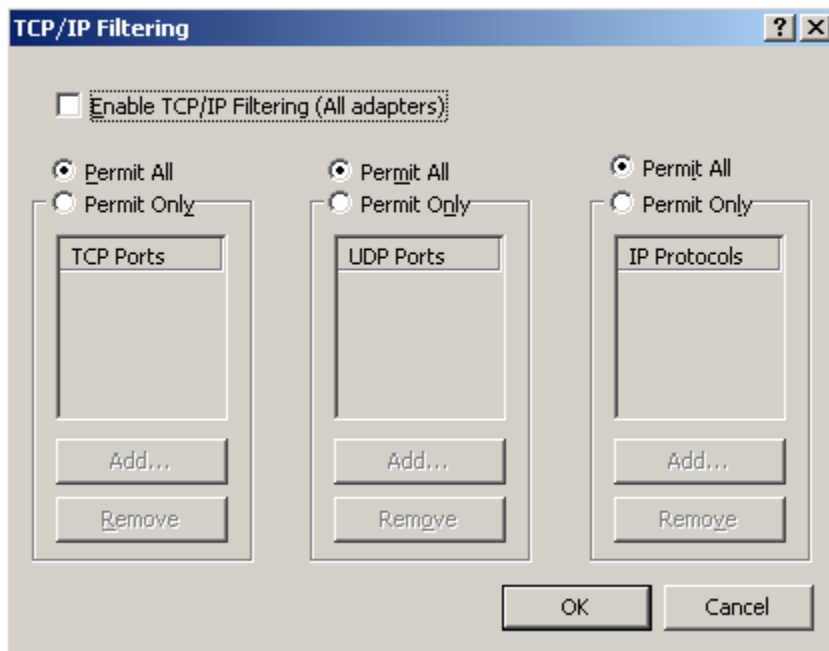 TCP/IP Filtering
Enable TCP/IP Filtering (All adapters)
Permit All
Permit Only
TCP Ports
Add...
Remove
Permit All
Permit Only
UDP Ports
Add...
Remove
Permit All
Permit Only
IP Protocols
Add...
Remove
OK
Cancel